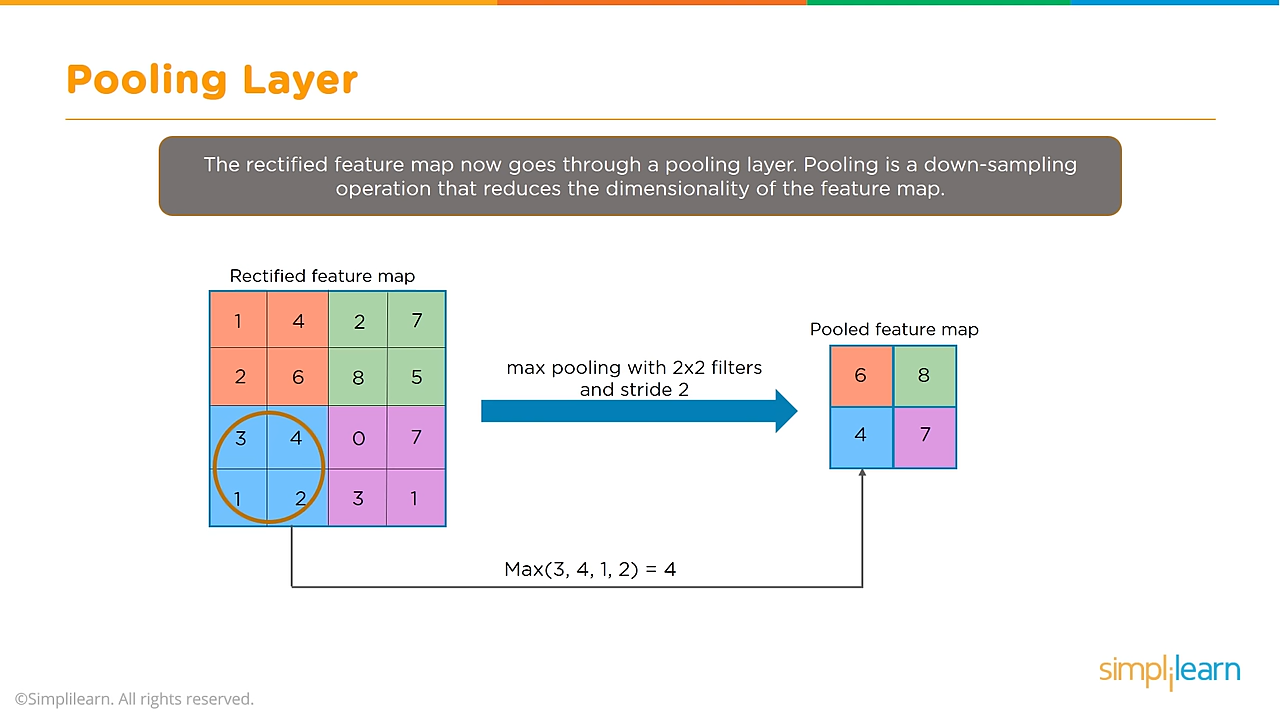 Pooling Layer
The rectified feature map now goes through a pooling layer. Pooling is a down-sampling
operation that reduces the dimensionality of the feature map.
Rectified feature map
1 4 2 7
2 6 8 5
3 4 0 7
1 2 3 1
max pooling with 2x2 filters
and stride 2
Pooled feature map
6 8
4 7
Max(3, 4, 1, 2) = 4
simplilearn
©Simplilearn. All rights reserved.